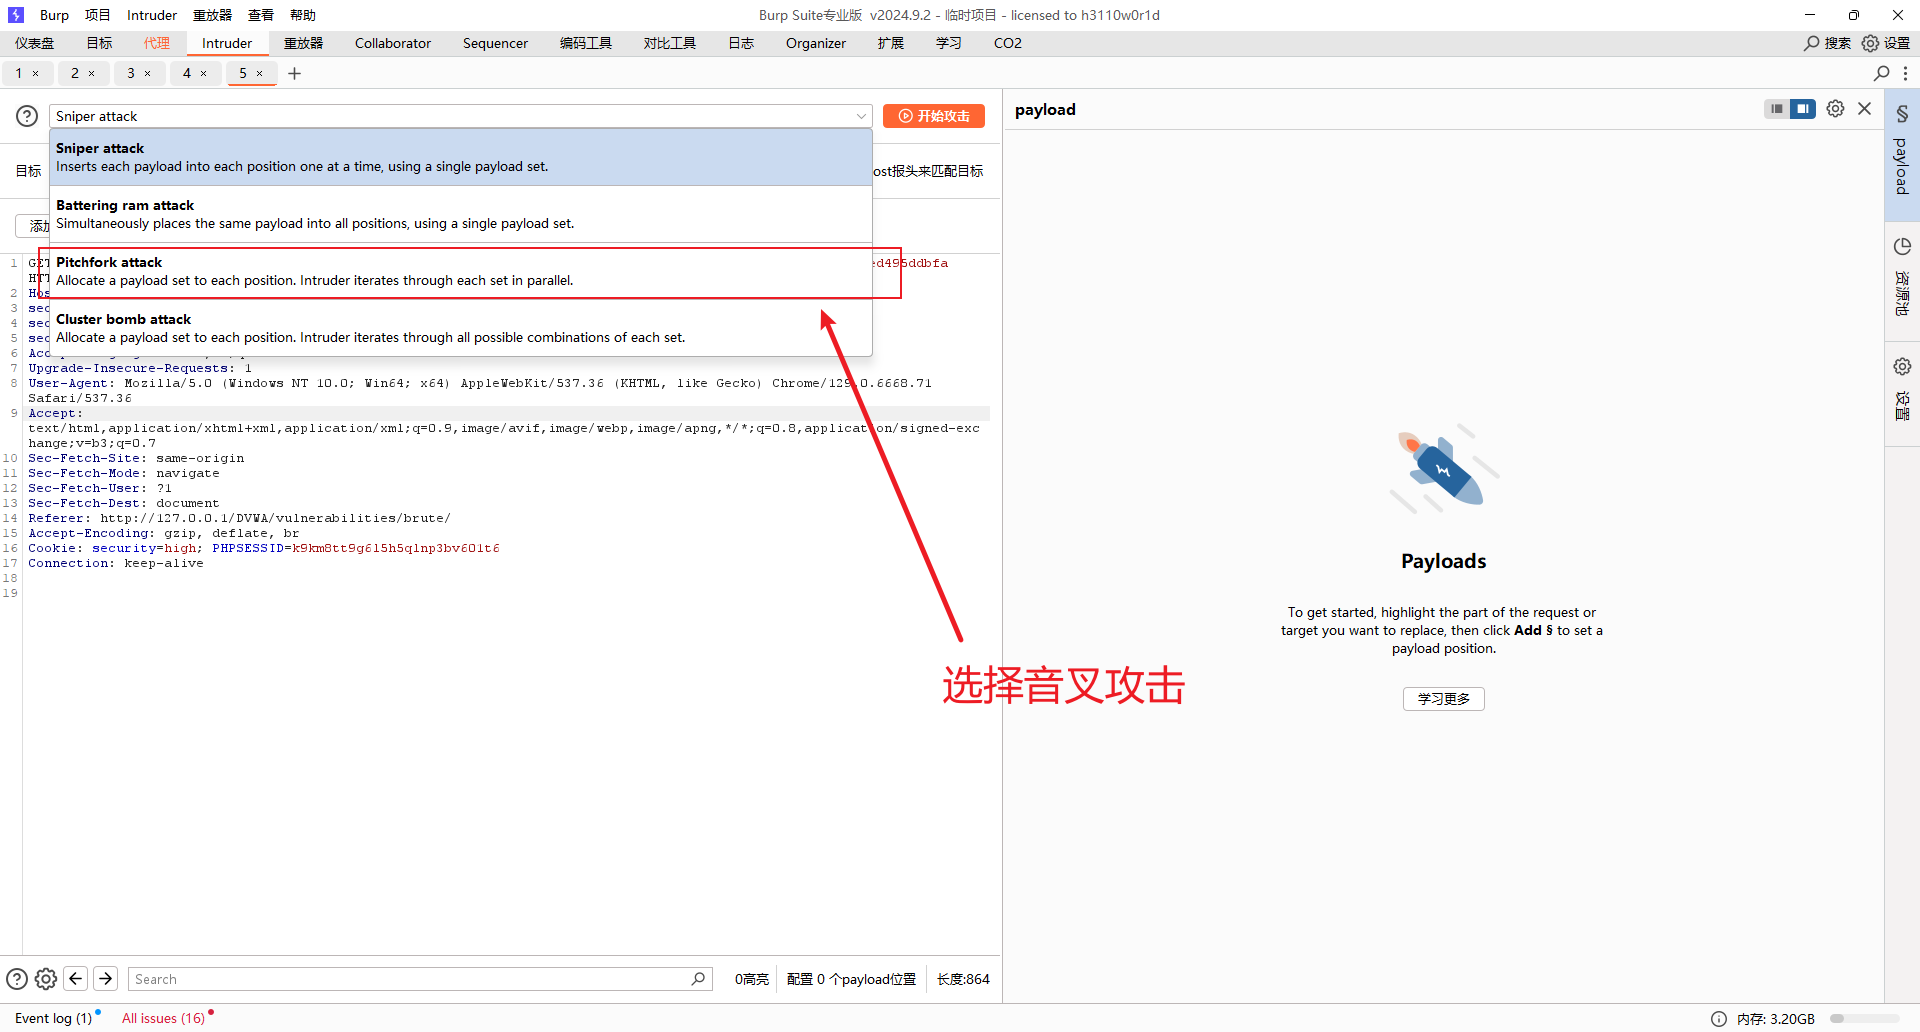 Burp 项目 Intruder 重放器 查看 帮助
Burp Suite专业版 v2024.9.2 - 临时项目 - licensed to h3110w0r1d
仪表盘 目标 代理 Intruder 重放器 Collaborator Sequencer 编码工具 对比工具 日志 Organizer 扩展 学习 CO2 搜索 设置
1 × 2 × 3 × 4 × 5 × +
Sniper attack
开始攻击
Sniper attack
Inserts each payload into each position one at a time, using a single payload set.
目标
ost报头来匹配目标
Battering ram attack
Simultaneously places the same payload into all positions, using a single payload set.
Pitchfork attack
Allocate a payload set to each position. Intruder iterates through each set in parallel.
Cluster bomb attack
Allocate a payload set to each position. Intruder iterates through all possible combinations of each set.
1 GET ed495ddbfa
2 Hos
3 sec
4 sec
5 sec
6 Acc
7 Upgrade-Insecure-Requests: 1
8 User-Agent: Mozilla/5.0 (Windows NT 10.0; Win64; x64) AppleWebKit/537.36 (KHTML, like Gecko) Chrome/129.0.6668.71
Safari/537.36
9 Accept:
text/html,application/xhtml+xml,application/xml;q=0.9,image/avif,image/webp,image/apng,*/*;q=0.8,application/signed-exc
hange;v=b3;q=0.7
10 Sec-Fetch-Site: same-origin
11 Sec-Fetch-Mode: navigate
12 Sec-Fetch-User: ?1
13 Sec-Fetch-Dest: document
14 Referer: http://127.0.0.1/DVWA/vulnerabilities/brute/
15 Accept-Encoding: gzip, deflate, br
16 Cookie: security=high; PHPSESSID=k9km8tt9g6l5h5qlnp3bv601t6
17 Connection: keep-alive
18
19
选择音叉攻击
payload
Payloads
To get started, highlight the part of the request or
target you want to replace, then click Add § to set a
payload position.
学习更多
§ payload
资源池
设置
Search
0高亮 配置 0 个payload位置 长度:864
Event log (1) All issues (16)
内存: 3.20GB